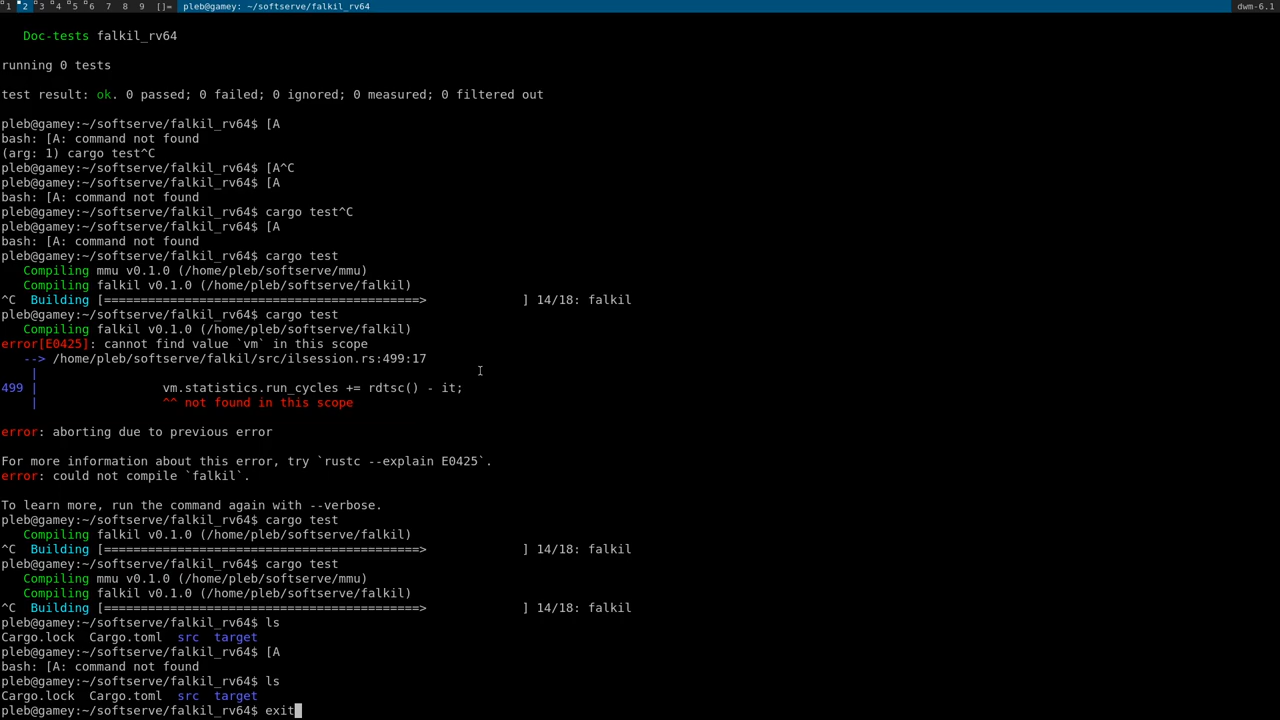 1 2 3 4 5 6 7 8 9 []= pleb@gamey: ~/softserve/falkil_rv64 dwm-6.1
Doc-tests falkil_rv64
running 0 tests
test result: ok. 0 passed; 0 failed; 0 ignored; 0 measured; 0 filtered out
pleb@gamey:~/softserve/falkil_rv64$ [A
bash: [A: command not found
(arg: 1) cargo test^C
pleb@gamey:~/softserve/falkil_rv64$ [A^C
pleb@gamey:~/softserve/falkil_rv64$ [A
bash: [A: command not found
pleb@gamey:~/softserve/falkil_rv64$ cargo test^C
pleb@gamey:~/softserve/falkil_rv64$ [A
bash: [A: command not found
pleb@gamey:~/softserve/falkil_rv64$ cargo test
   Compiling mmu v0.1.0 (/home/pleb/softserve/mmu)
   Compiling falkil v0.1.0 (/home/pleb/softserve/falkil)
^C  Building [===========================================>             ] 14/18: falkil
pleb@gamey:~/softserve/falkil_rv64$ cargo test
   Compiling falkil v0.1.0 (/home/pleb/softserve/falkil)
error[E0425]: cannot find value `vm` in this scope
   --> /home/pleb/softserve/falkil/src/ilsession.rs:499:17
    |
499 |                 vm.statistics.run_cycles += rdtsc() - it;
    |                 ^^ not found in this scope
error: aborting due to previous error
For more information about this error, try `rustc --explain E0425`.
error: could not compile `falkil`.
To learn more, run the command again with --verbose.
pleb@gamey:~/softserve/falkil_rv64$ cargo test
   Compiling falkil v0.1.0 (/home/pleb/softserve/falkil)
^C  Building [===========================================>             ] 14/18: falkil
pleb@gamey:~/softserve/falkil_rv64$ cargo test
   Compiling mmu v0.1.0 (/home/pleb/softserve/mmu)
   Compiling falkil v0.1.0 (/home/pleb/softserve/falkil)
^C  Building [===========================================>             ] 14/18: falkil
pleb@gamey:~/softserve/falkil_rv64$ ls
Cargo.lock  Cargo.toml  src  target
pleb@gamey:~/softserve/falkil_rv64$ [A
bash: [A: command not found
pleb@gamey:~/softserve/falkil_rv64$ ls
Cargo.lock  Cargo.toml  src  target
pleb@gamey:~/softserve/falkil_rv64$ exit